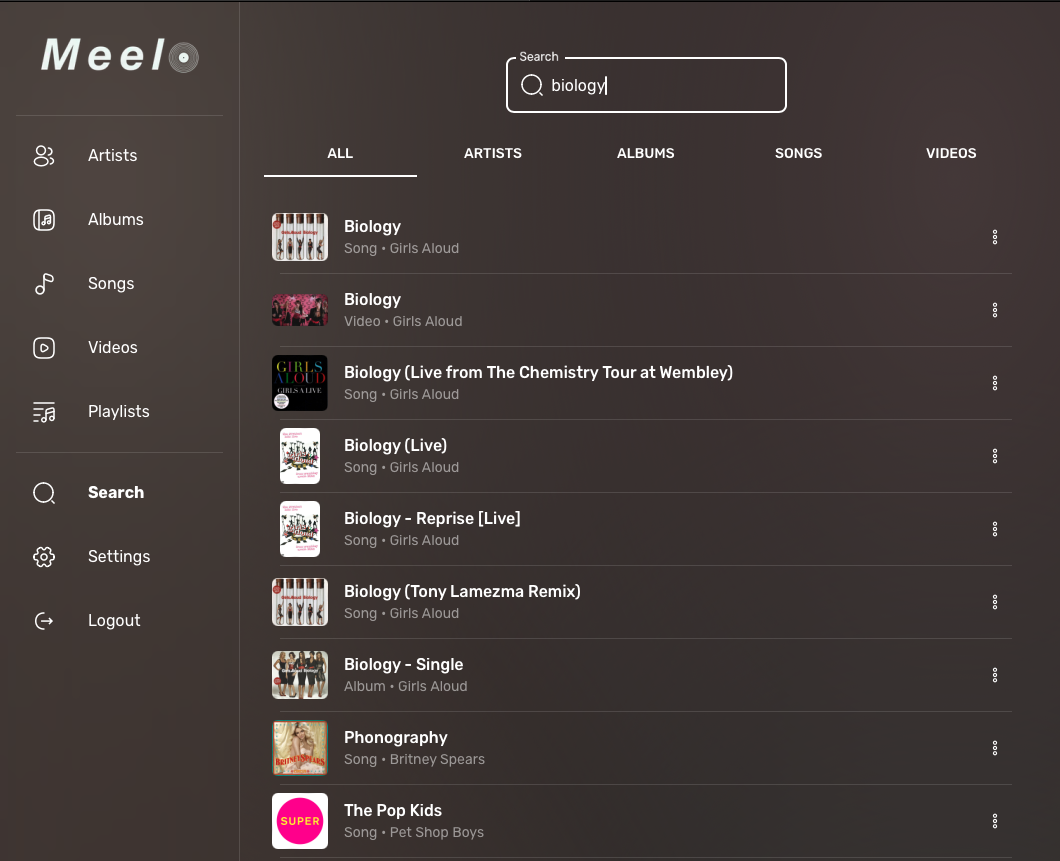 Meelo
Artists
Albums
Songs
Videos
Playlists
Search
Settings
Logout
Search
biology
ALL
ARTISTS
ALBUMS
SONGS
VIDEOS
Biology
Song • Girls Aloud
Biology
Video • Girls Aloud
GIRLS
ALOUD
GIRLS A LIVE
Biology (Live from The Chemistry Tour at Wembley)
Song • Girls Aloud
Biology (Live)
Song • Girls Aloud
Biology - Reprise [Live]
Song • Girls Aloud
Biology (Tony Lamezma Remix)
Song • Girls Aloud
Biology - Single
Album • Girls Aloud
BRITNEY SPEARS
Phonography
Song • Britney Spears
SUPER
The Pop Kids
Song • Pet Shop Boys